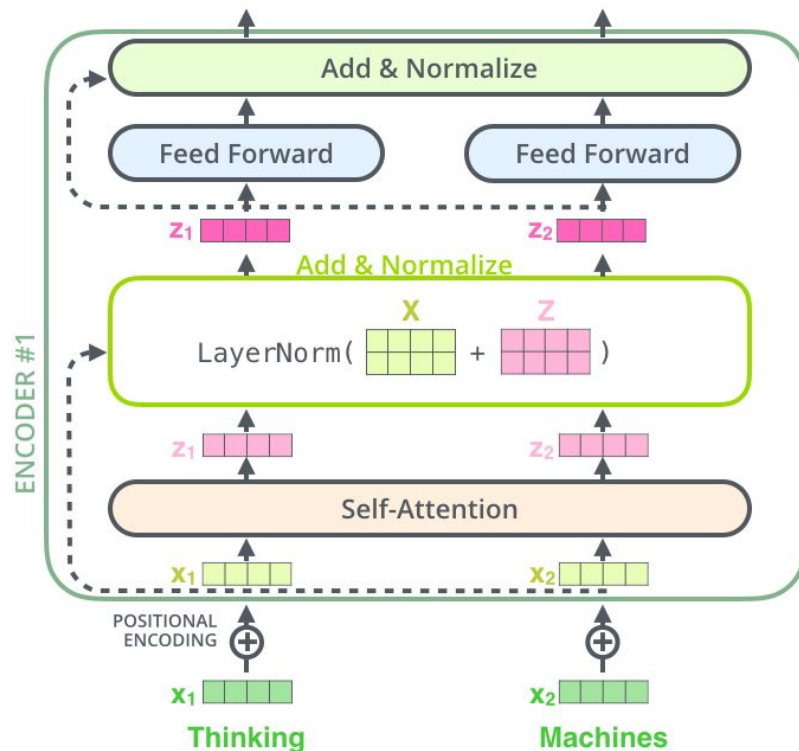 Add & Normalize
Feed Forward Feed Forward
z1 z2
Add & Normalize
X Z
LayerNorm( + )
ENCODER #1
z1 z2
Self-Attention
x1 x2
POSITIONAL
ENCODING
x1 x2
Thinking Machines